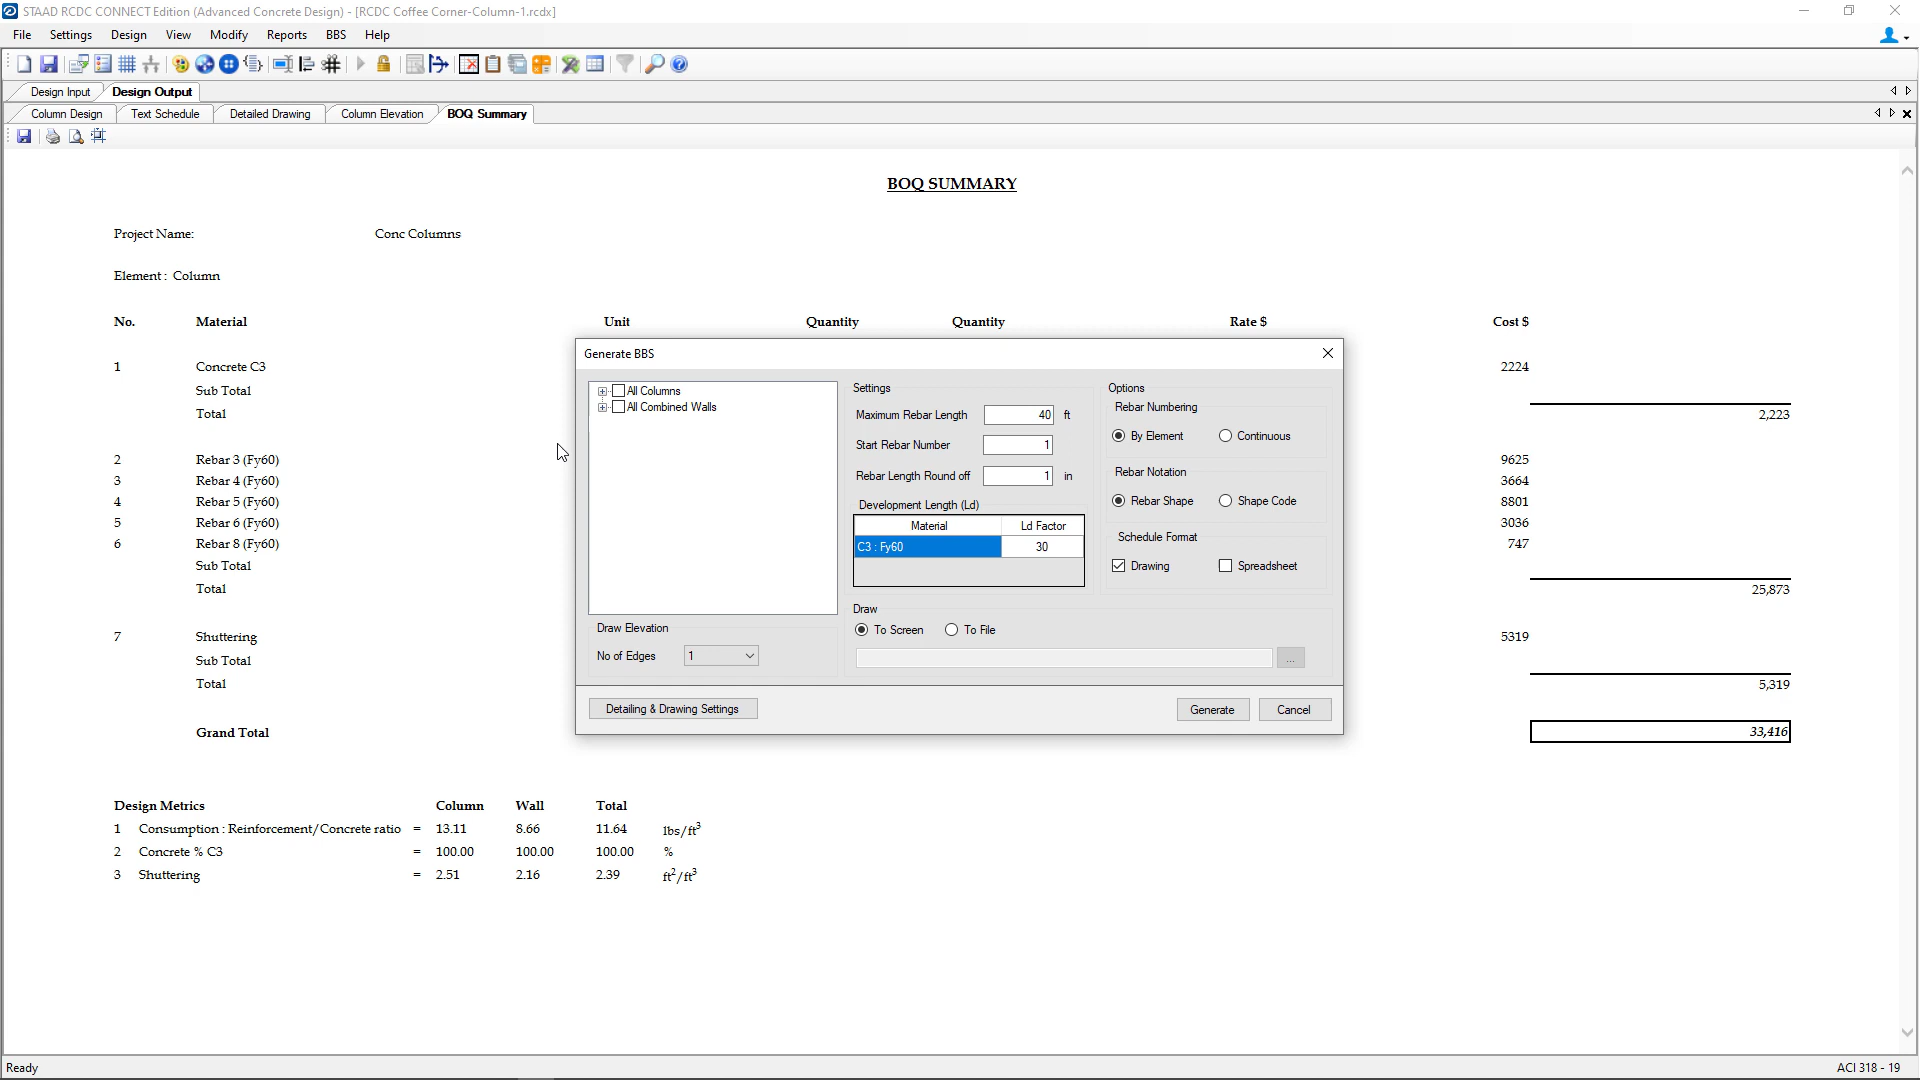 STAAD RCDC CONNECT Edition (Advanced Concrete Design) - [RCDC Coffee Corner-Column-1.rcdx]
File Settings Design View Modify Reports BBS Help
Design Input Design Output
Column Design Text Schedule Detailed Drawing Column Elevation BOQ Summary
BOQ SUMMARY
Project Name: Conc Columns
Element : Column
No. Material Unit Quantity Quantity Rate $ Cost $
1 Concrete C3 2224
Sub Total
Total 2,223
2 Rebar 3 (Fy60) 9625
3 Rebar 4 (Fy60) 3664
4 Rebar 5 (Fy60) 8801
5 Rebar 6 (Fy60) 3036
6 Rebar 8 (Fy60) 747
Sub Total
Total 25,873
7 Shuttering 5319
Sub Total
Total 5,319
Grand Total 33,416
Design Metrics Column Wall Total
1 Consumption : Reinforcement/Concrete ratio = 13.11 8.66 11.64 lbs/ft³
2 Concrete % C3 = 100.00 100.00 100.00 %
3 Shuttering = 2.51 2.16 2.39 ft²/ft³
Generate BBS
All Columns
All Combined Walls
Draw Elevation
No of Edges 1
Settings
Maximum Rebar Length 40 ft
Start Rebar Number 1
Rebar Length Round off 1 in
Development Length (Ld)
Material Ld Factor
C3 : Fy60 30
Options
Rebar Numbering
By Element Continuous
Rebar Notation
Rebar Shape Shape Code
Schedule Format
Drawing Spreadsheet
Draw
To Screen To File
...
Detailing & Drawing Settings Generate Cancel
Ready ACI 318 - 19